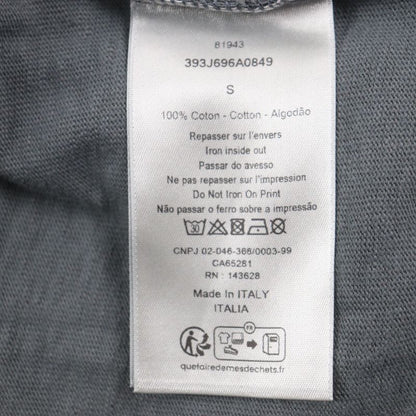 81943
393J696A0849
S
100% Coton - Cotton - Algodão
Repasser sur l'envers
Iron inside out
Passar do avesso
Ne pas repasser sur l'impression
Do Not Iron On Print
Não passar o ferro sobre a impressão
30
CNPJ 02-046-368/0003-99
CA65281
RN : 143628
Made In ITALY
ITALIA
FR
quefairedemesdechets.fr